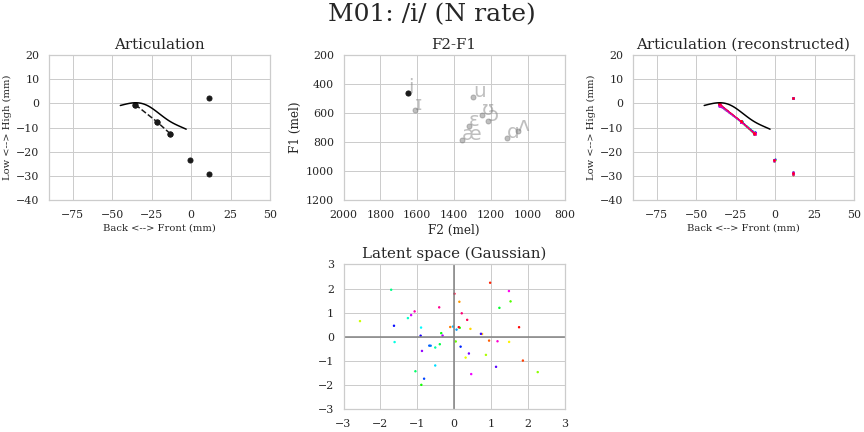 M01: /i/ (N rate)
Articulation
20
10
0
−10
−20
−30
−40
Low <--> High (mm)
−75 −50 −25 0 25 50
Back <--> Front (mm)
F2-F1
200
400
600
800
1000
1200
F1 (mel)
i
ɪ
u
ʊ
ɛ
ɔ
æ
ɑ
ʌ
2000 1800 1600 1400 1200 1000 800
F2 (mel)
Articulation (reconstructed)
20
10
0
−10
−20
−30
−40
Low <--> High (mm)
−75 −50 −25 0 25 50
Back <--> Front (mm)
Latent space (Gaussian)
3
2
1
0
−1
−2
−3
−3 −2 −1 0 1 2 3